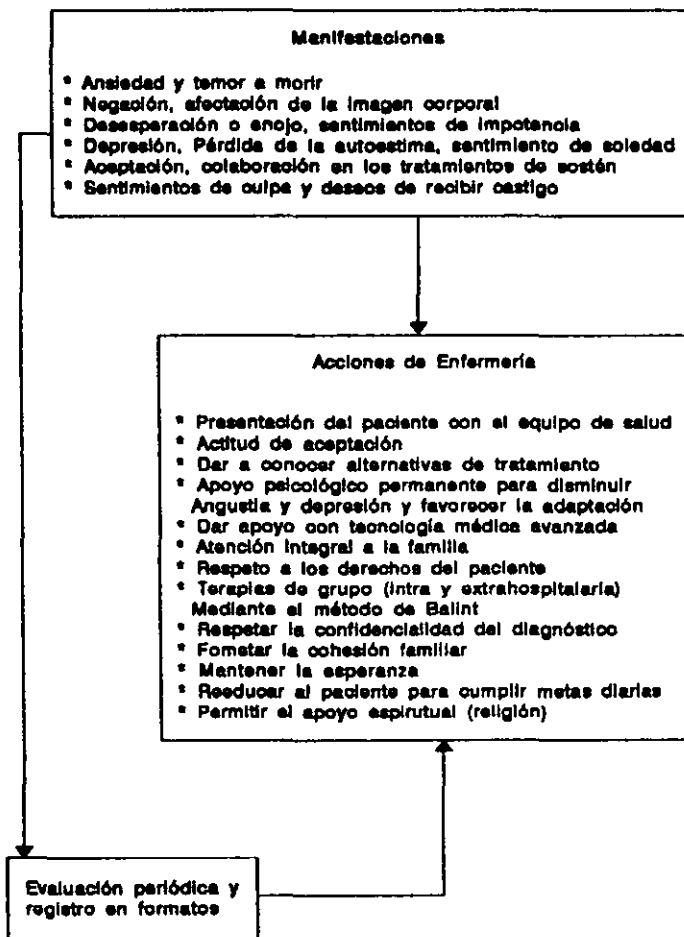 Manifestaciones
* Ansiedad y temor a morir
* Negación, afectación de la imagen corporal
* Desesperación o enojo, sentimientos de impotencia
* Depresión, Pérdida de la autoestima, sentimiento de soledad
* Aceptación, colaboración en los tratamientos de sostén
* Sentimientos de culpa y deseos de recibir castigo
Acciones de Enfermería
* Presentación del paciente con el equipo de salud
* Actitud de aceptación
* Dar a conocer alternativas de tratamiento
* Apoyo psicológico permanente para disminuir
Angustia y depresión y favorecer la adaptación
* Dar apoyo con tecnología médica avanzada
* Atención integral a la familia
* Respeto a los derechos del paciente
* Terapias de grupo (intra y extrahospitalaria)
Mediante el método de Balint
* Respetar la confidencialidad del diagnóstico
* Fometar la cohesión familiar
* Mantener la esperanza
* Reeducar al paciente para cumplir metas diarias
* Permitir el apoyo espirutual (religión)
Evaluación periódica y
registro en formatos